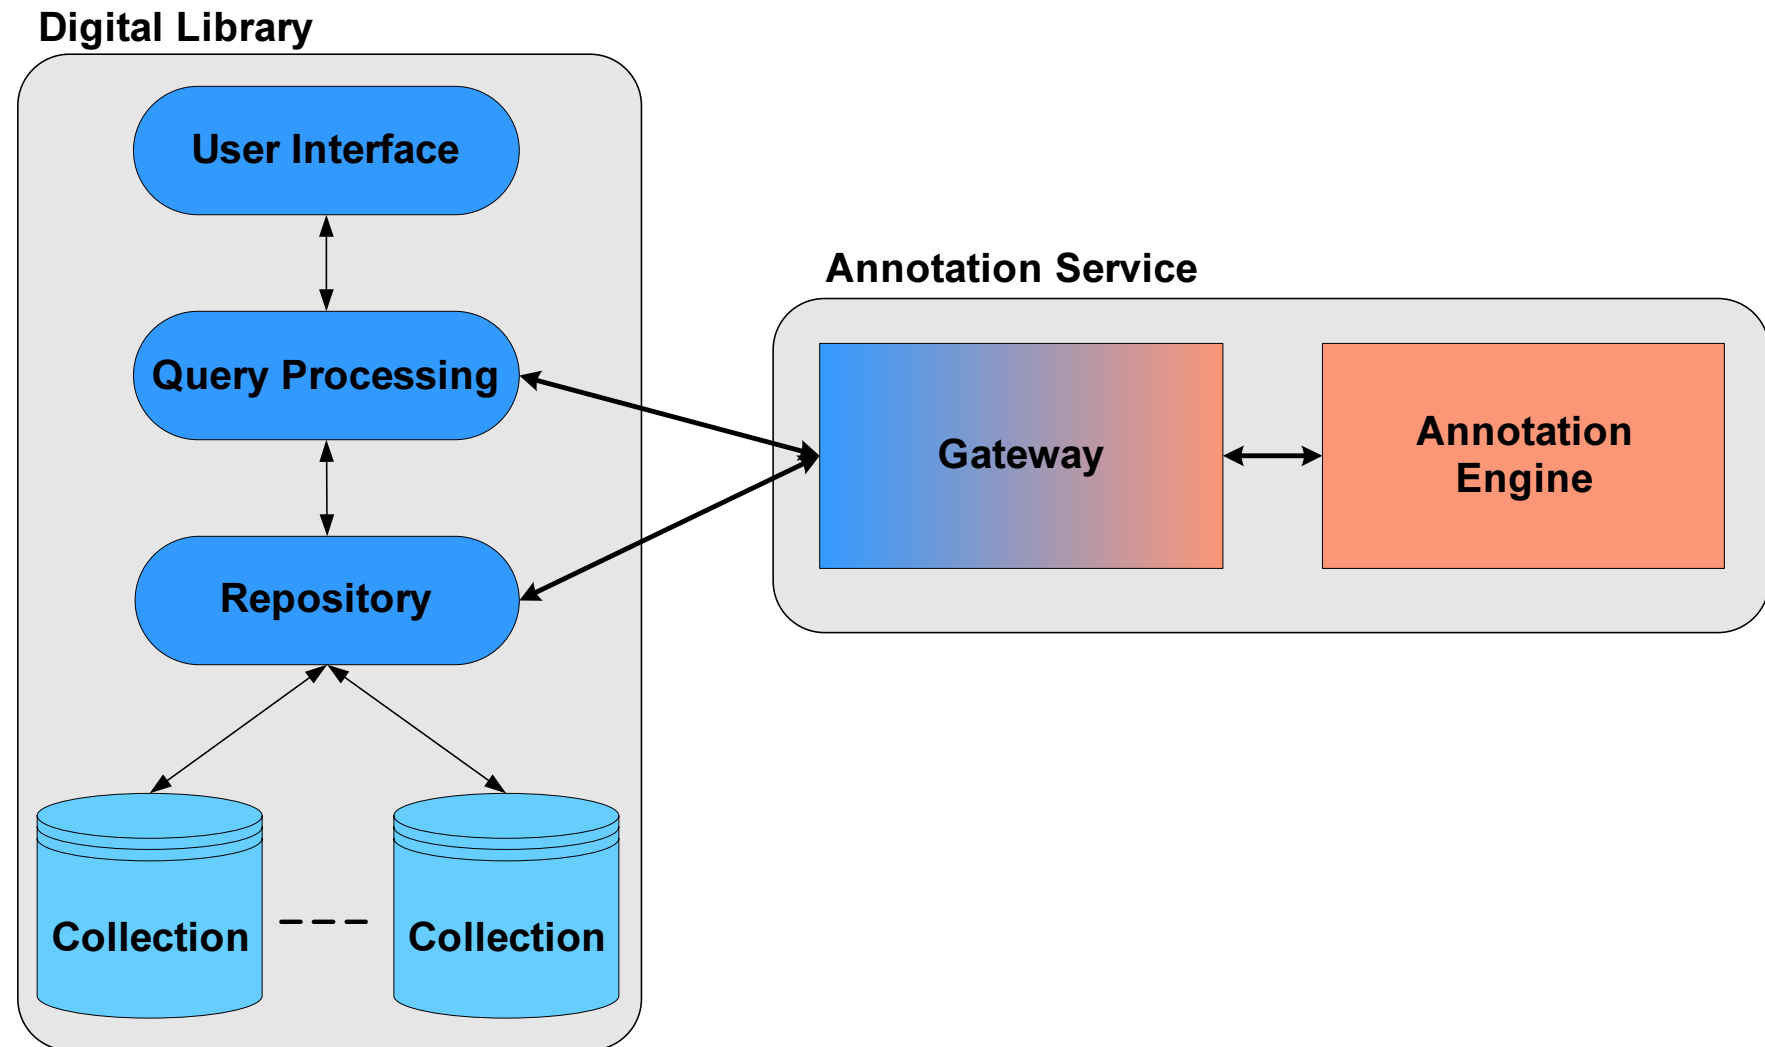 Digital Library
User Interface
Query Processing
Repository
Collection
Collection
Annotation Service
Gateway
Annotation
Engine